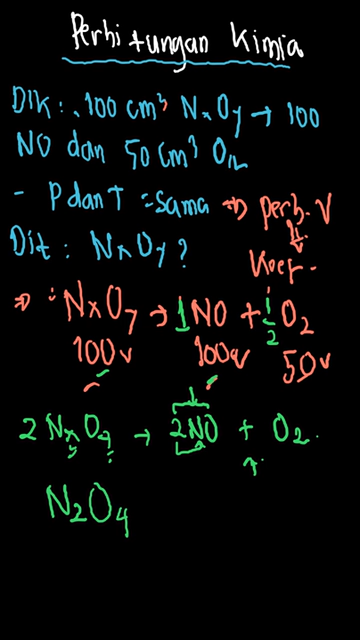 Perhitungan Kimia
Dik : . 100 cm³ NxOy → 100
NO dan 50 cm³ O2
- P dan T = sama ⇒ perb. V
Dit : NxOy ? Koef.
⇒ NxOy → 1NO + 1/2 O2
100v 100v 50v
2 NxOy → 2NO + O2.
N2O4